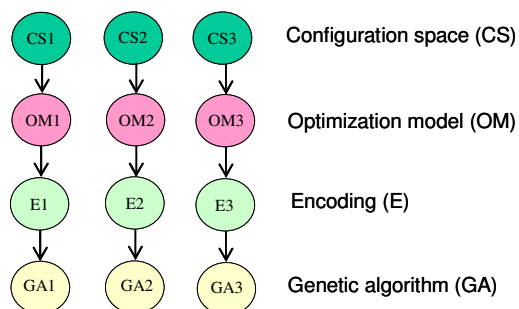 CS1 CS2 CS3 Configuration space (CS)
OM1 OM2 OM3 Optimization model (OM)
E1 E2 E3 Encoding (E)
GA1 GA2 GA3 Genetic algorithm (GA)